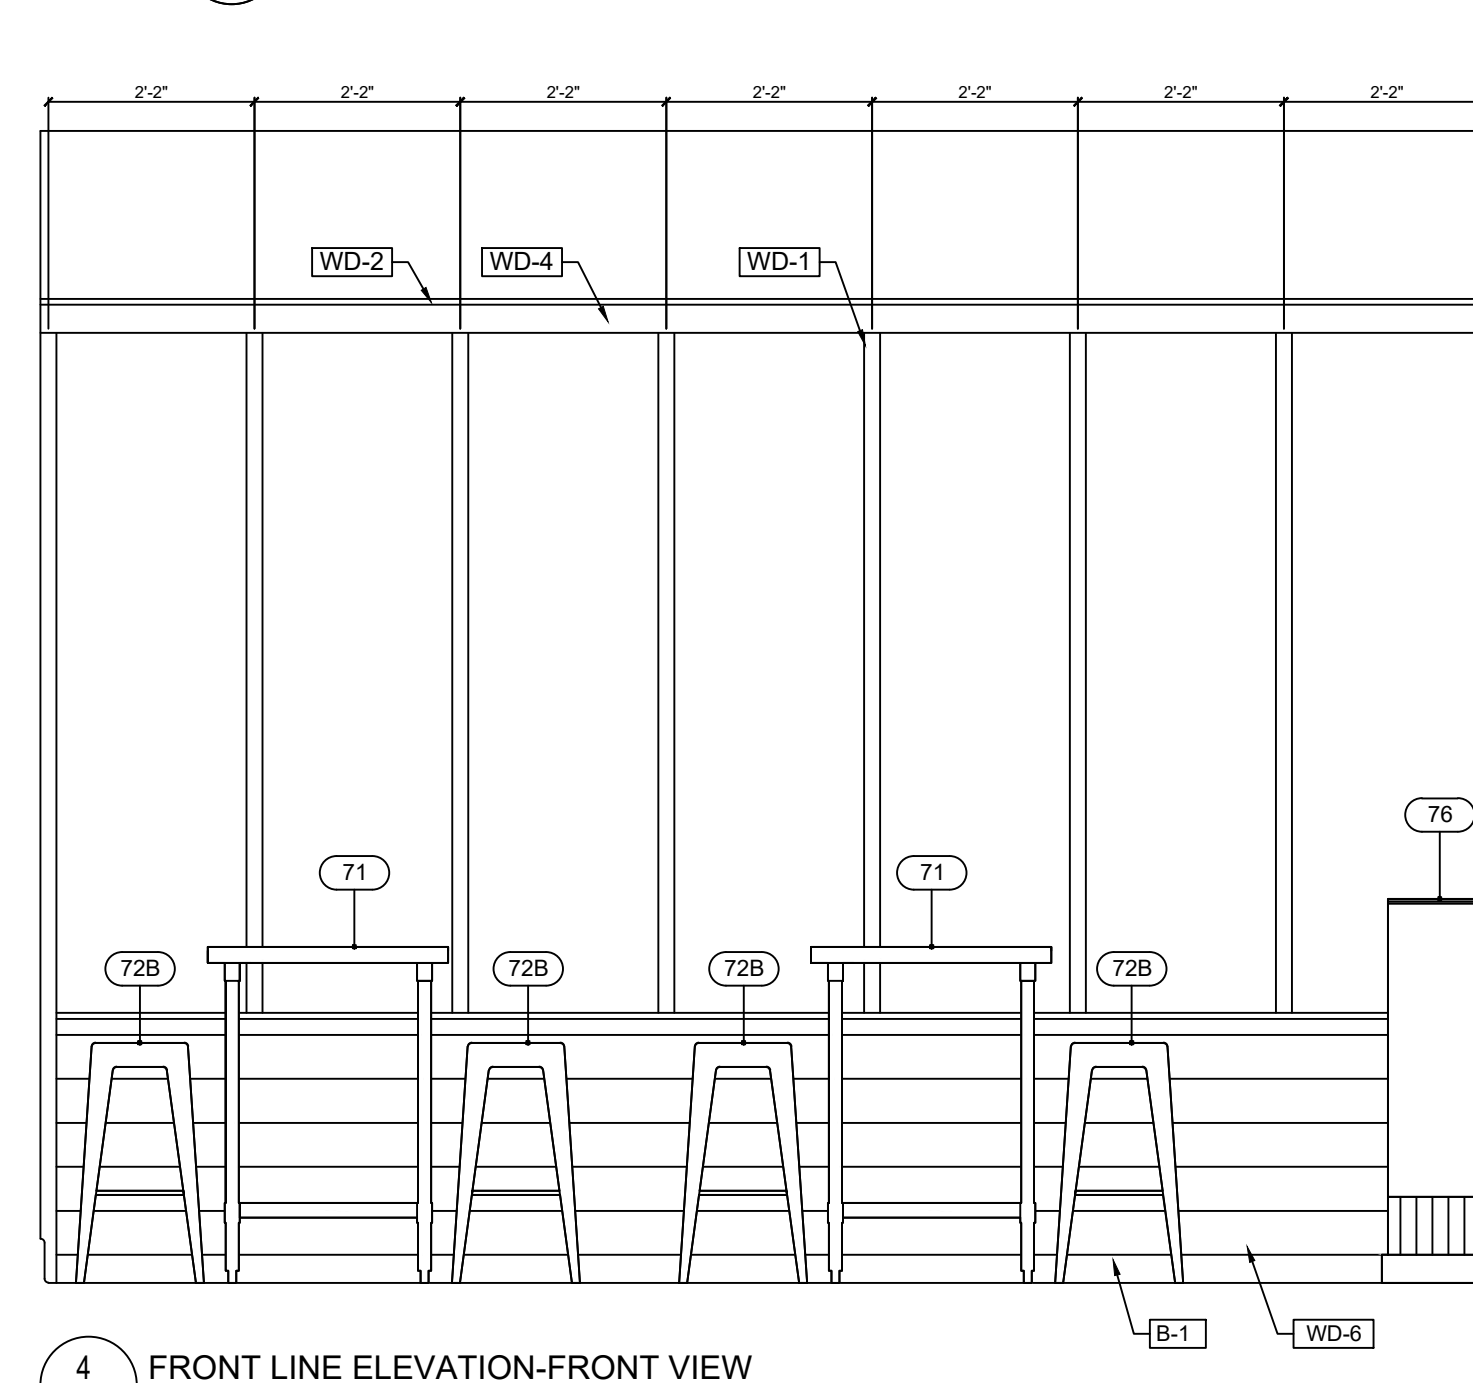 2'-2" 2'-2" 2'-2" 2'-2" 2'-2" 2'-2" 2'-2"
WD-2 WD-4 WD-1
76
71 71
72B 72B 72B 72B
B-1 WD-6
4 FRONT LINE ELEVATION-FRONT VIEW